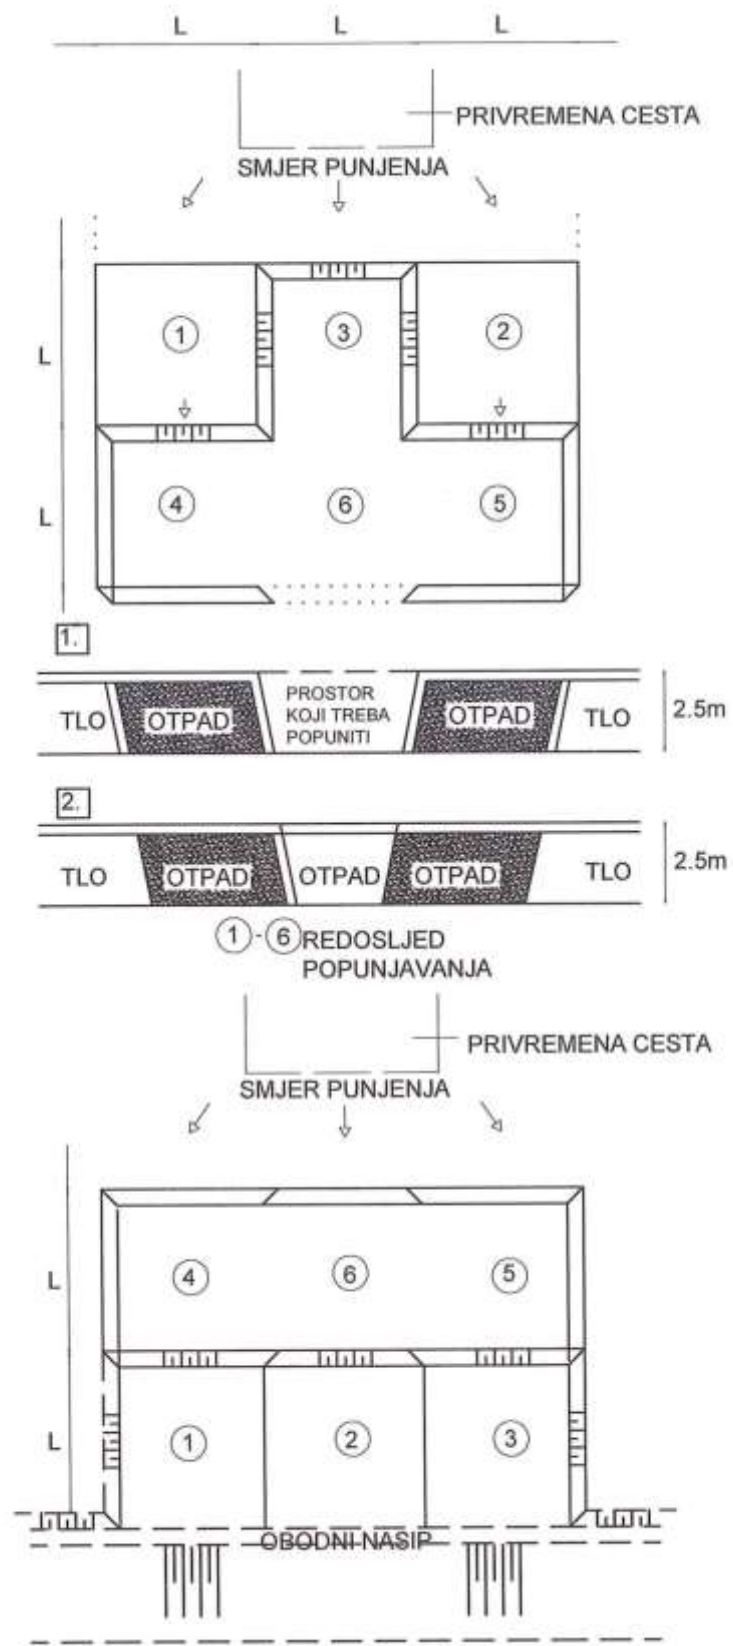 L L L
PRIVREMENA CESTA
SMJER PUNJENJA
L
1 3 2
L
4 6 5
1.
TLO OTPAD PROSTOR KOJI TREBA POPUNITI OTPAD TLO 2.5m
2.
TLO OTPAD OTPAD OTPAD TLO 2.5m
1 - 6 REDOSLJED
POPUNJAVANJA
PRIVREMENA CESTA
SMJER PUNJENJA
L
4 6 5
L
1 2 3
OBODNI NASIP